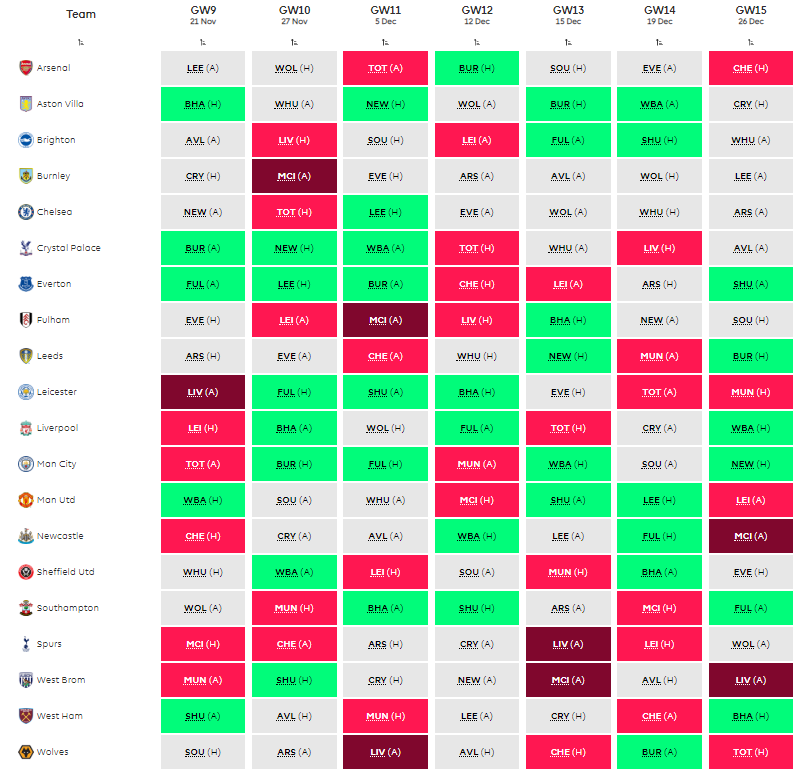 Team GW9 GW10 GW11 GW12 GW13 GW14 GW15
21 Nov 27 Nov 5 Dec 12 Dec 15 Dec 19 Dec 26 Dec
Arsenal LEE (A) WOL (H) TOT (A) BUR (H) SOU (H) EVE (A) CHE (H)
Aston Villa BHA (H) WHU (A) NEW (H) WOL (A) BUR (H) WBA (A) CRY (H)
Brighton AVL (A) LIV (H) SOU (H) LEI (A) FUL (A) SHU (H) WHU (A)
Burnley CRY (H) MCI (A) EVE (H) ARS (A) AVL (A) WOL (H) LEE (A)
Chelsea NEW (A) TOT (H) LEE (H) EVE (A) WOL (A) WHU (H) ARS (A)
Crystal Palace BUR (A) NEW (H) WBA (A) TOT (H) WHU (A) LIV (H) AVL (A)
Everton FUL (A) LEE (H) BUR (A) CHE (H) LEI (A) ARS (H) SHU (A)
Fulham EVE (H) LEI (A) MCI (A) LIV (H) BHA (H) NEW (A) SOU (H)
Leeds ARS (H) EVE (A) CHE (A) WHU (H) NEW (H) MUN (A) BUR (H)
Leicester LIV (A) FUL (H) SHU (A) BHA (H) EVE (H) TOT (A) MUN (H)
Liverpool LEI (H) BHA (A) WOL (H) FUL (A) TOT (H) CRY (A) WBA (H)
Man City TOT (A) BUR (H) FUL (H) MUN (A) WBA (H) SOU (A) NEW (H)
Man Utd WBA (H) SOU (A) WHU (A) MCI (H) SHU (A) LEE (H) LEI (A)
Newcastle CHE (H) CRY (A) AVL (A) WBA (H) LEE (A) FUL (H) MCI (A)
Sheffield Utd WHU (H) WBA (A) LEI (H) SOU (A) MUN (H) BHA (A) EVE (H)
Southampton WOL (A) MUN (H) BHA (A) SHU (H) ARS (A) MCI (H) FUL (A)
Spurs MCI (H) CHE (A) ARS (H) CRY (A) LIV (A) LEI (H) WOL (A)
West Brom MUN (A) SHU (H) CRY (H) NEW (A) MCI (A) AVL (H) LIV (A)
West Ham SHU (A) AVL (H) MUN (H) LEE (A) CRY (H) CHE (A) BHA (H)
Wolves SOU (H) ARS (A) LIV (A) AVL (H) CHE (H) BUR (A) TOT (H)